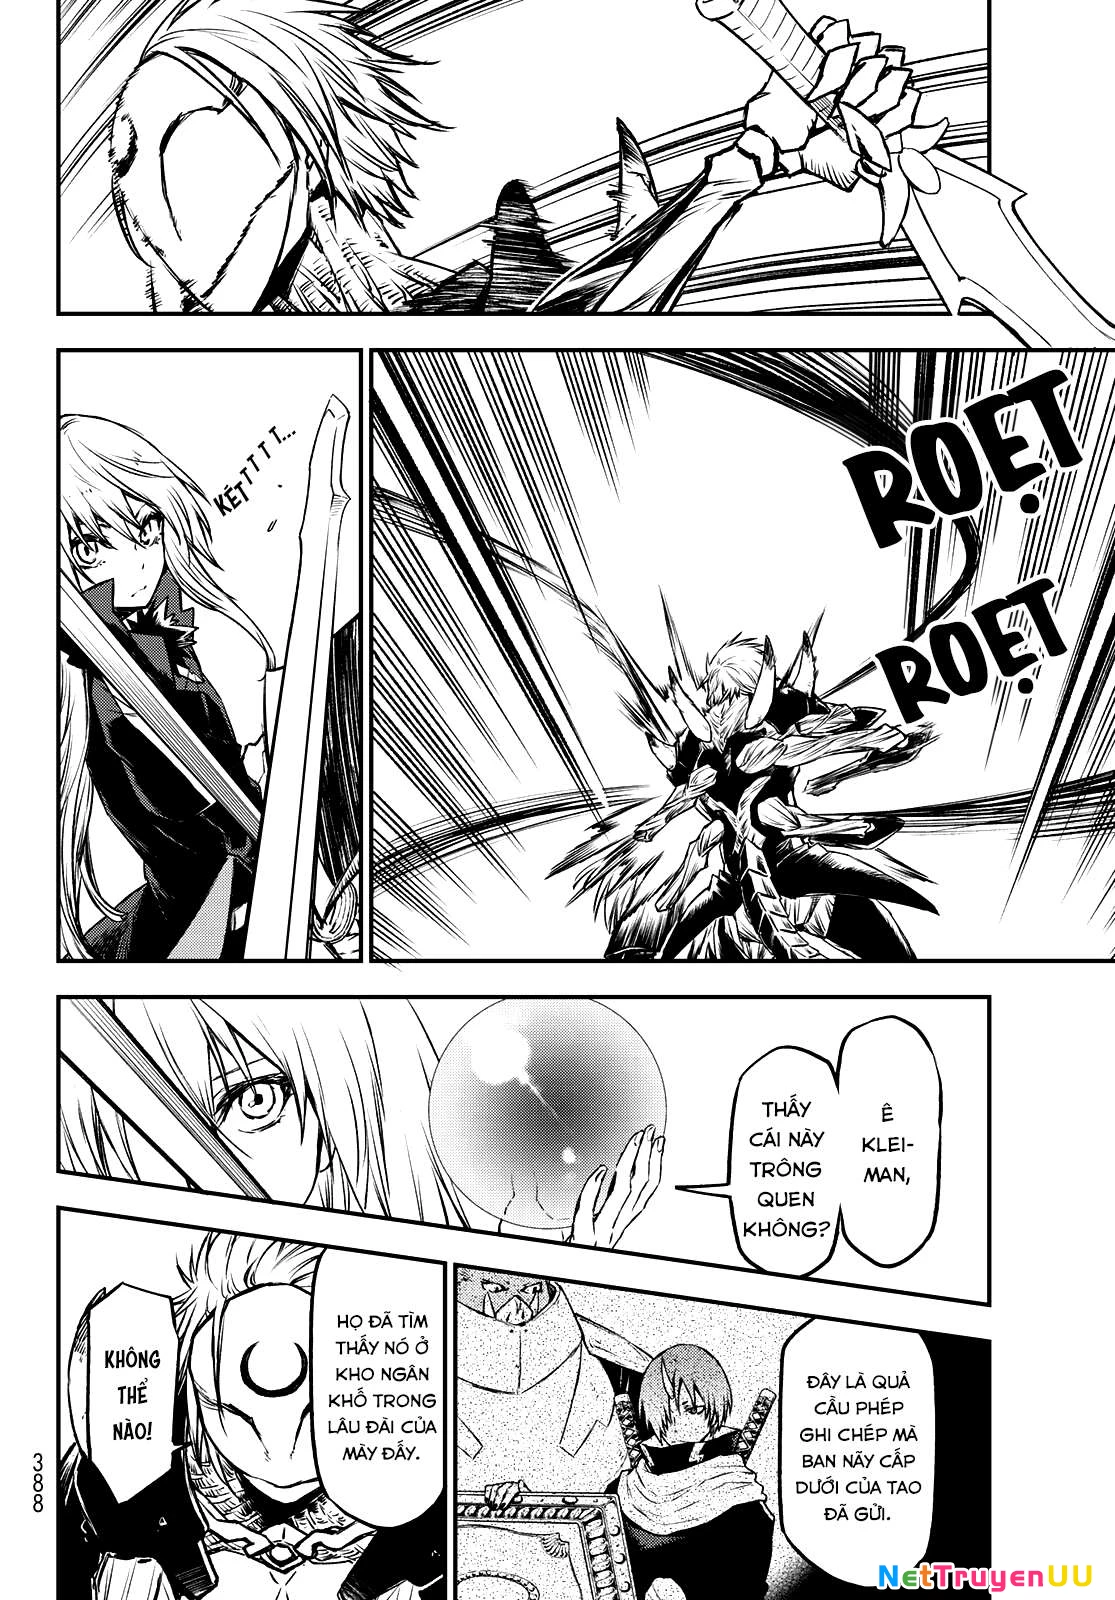 ROẸT
ROẸT
KÉT T T T T...
Ê
KLEI-
MAN,
THẤY
CÁI NÀY
TRÔNG
QUEN
KHÔNG?
ĐÂY LÀ QUẢ
CẦU PHÉP
GHI CHÉP MÀ
BAN NÃY CẤP
DƯỚI CỦA TAO
ĐÃ GỬI.
HỌ ĐÃ TÌM
THẤY NÓ Ở
KHO NGÂN
KHỐ TRONG
LÂU ĐÀI CỦA
MÀY ĐẤY.
KHÔNG
THỂ
NÀO!
388
NetTruyenUU